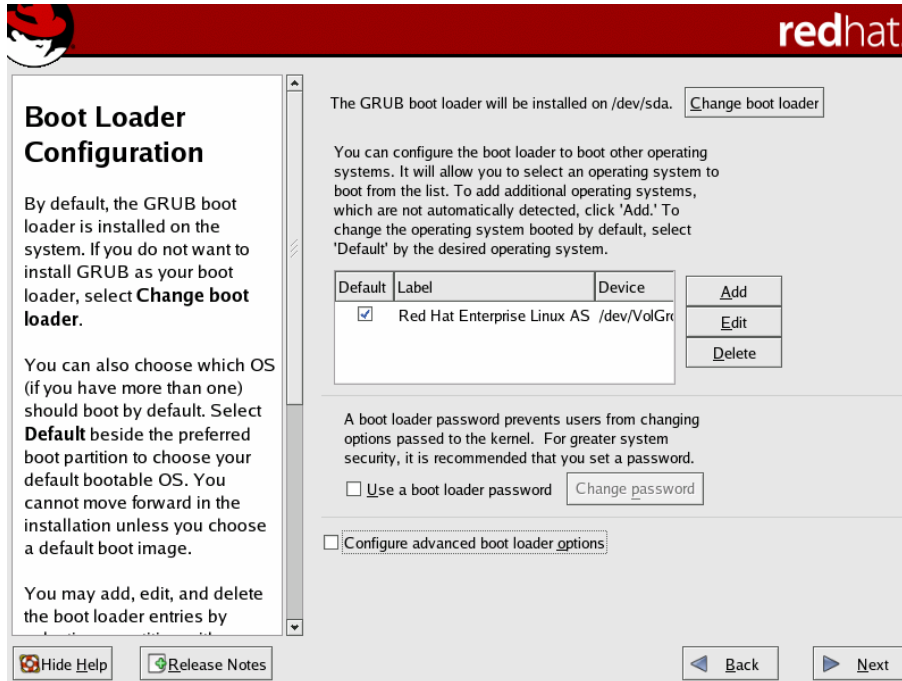 redhat.
Boot Loader
Configuration
By default, the GRUB boot
loader is installed on the
system. If you do not want to
install GRUB as your boot
loader, select Change boot
loader.
You can also choose which OS
(if you have more than one)
should boot by default. Select
Default beside the preferred
boot partition to choose your
default bootable OS. You
cannot move forward in the
installation unless you choose
a default boot image.
You may add, edit, and delete
the boot loader entries by
The GRUB boot loader will be installed on /dev/sda. Change boot loader
You can configure the boot loader to boot other operating
systems. It will allow you to select an operating system to
boot from the list. To add additional operating systems,
which are not automatically detected, click 'Add.' To
change the operating system booted by default, select
'Default' by the desired operating system.
Default Label Device
Red Hat Enterprise Linux AS /dev/VolGro
Add
Edit
Delete
A boot loader password prevents users from changing
options passed to the kernel. For greater system
security, it is recommended that you set a password.
Use a boot loader password Change password
Configure advanced boot loader options
Hide Help Release Notes Back Next